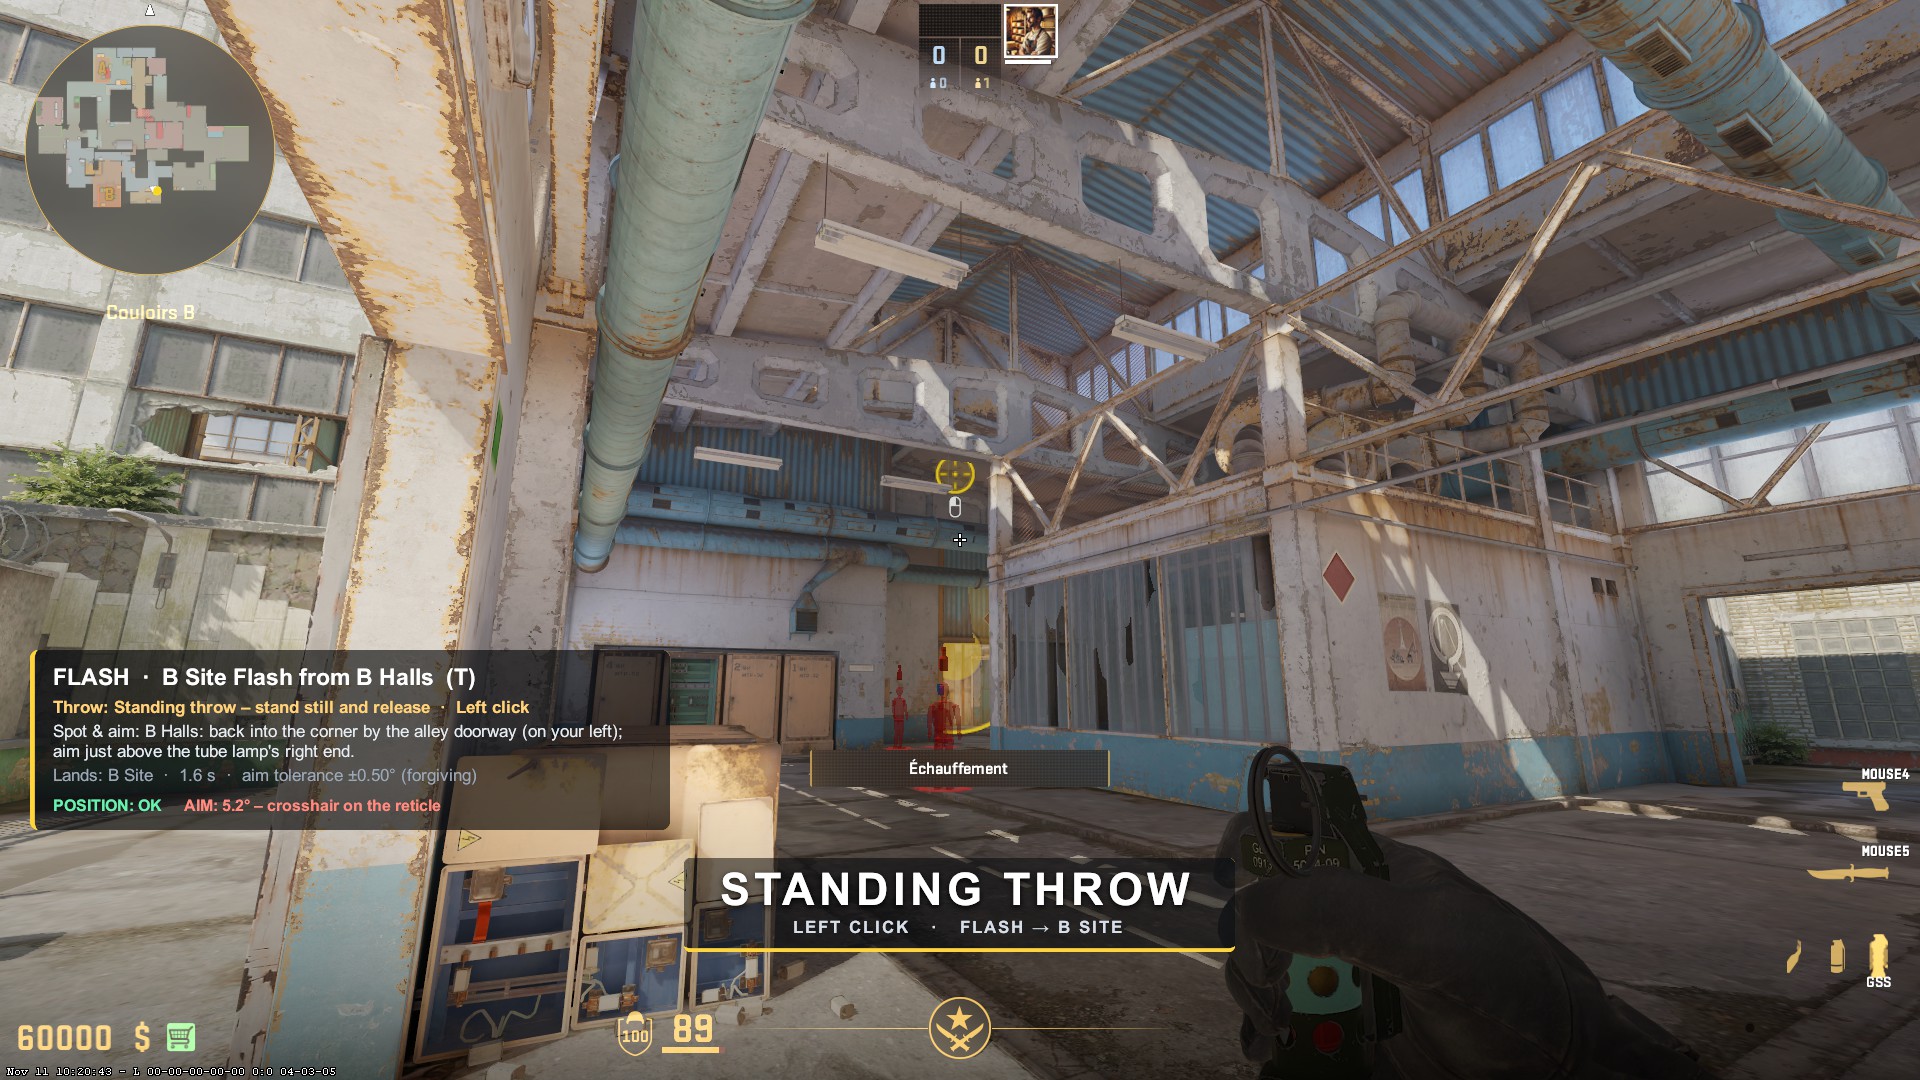 0 0
0 1
A
B
Couloirs B
FLASH · B Site Flash from B Halls (T)
Throw: Standing throw – stand still and release · Left click
Spot & aim: B Halls: back into the corner by the alley doorway (on your left);
aim just above the tube lamp's right end.
Lands: B Site · 1.6 s · aim tolerance ±0.50° (forgiving)
POSITION: OK AIM: 5.2° – crosshair on the reticle
Échauffement
MOUSE4
MOUSE5
STANDING THROW
LEFT CLICK · FLASH → B SITE
GSS
60000 $
100
89
Nov 11 10:20:43 - L 00-00-00-00-00 0:0 04-03-05